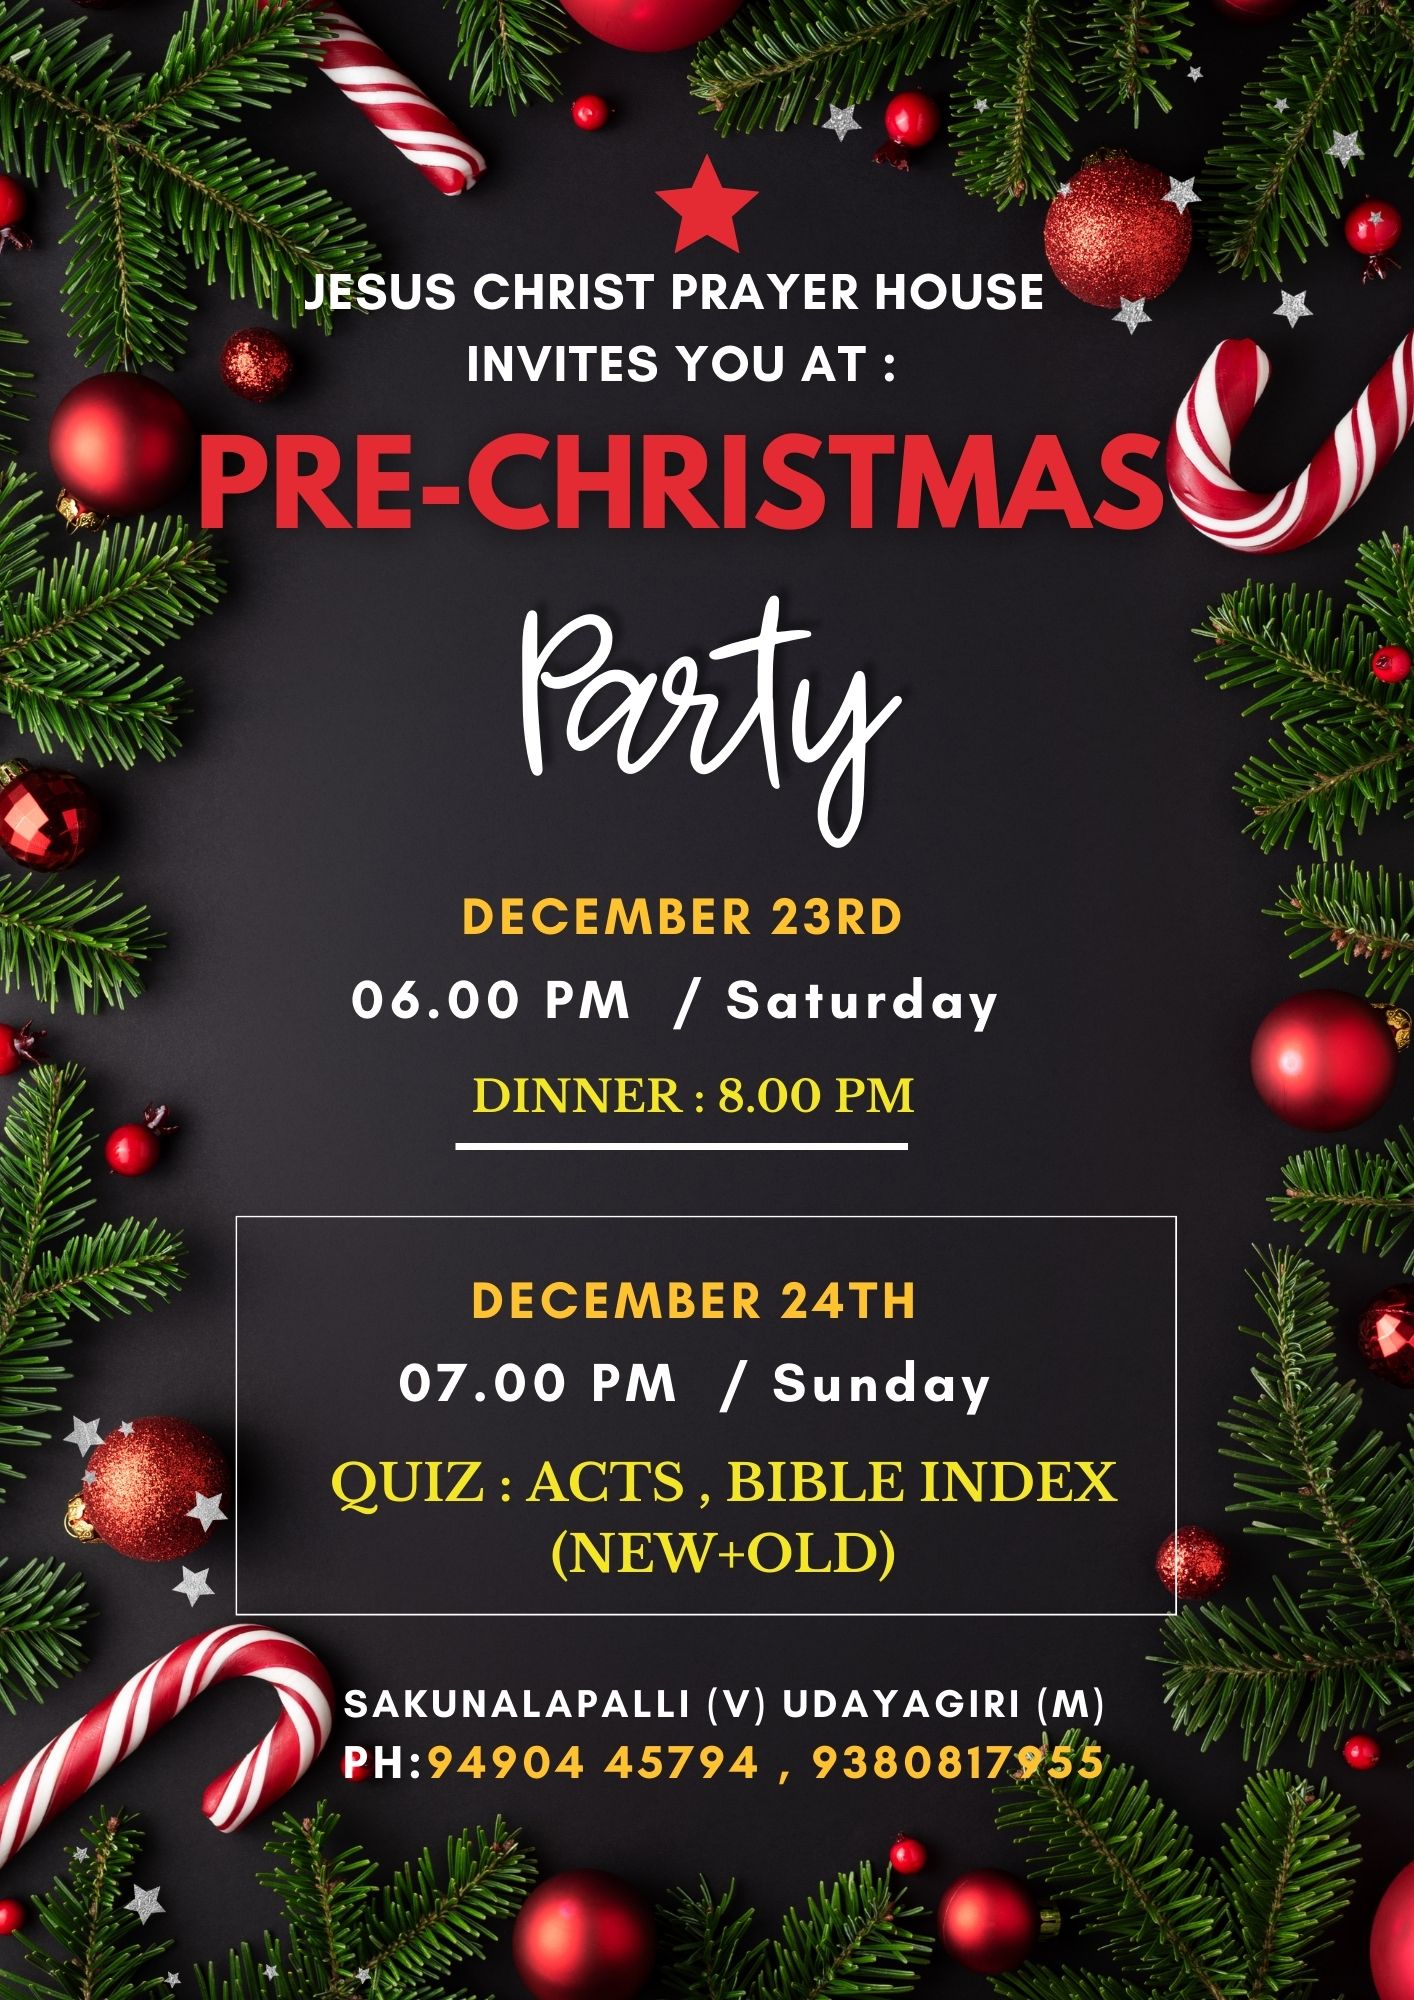 JESUS CHRIST PRAYER HOUSE
INVITES YOU AT :
PRE-CHRISTMAS
Party
DECEMBER 23RD
06.00 PM / Saturday
DINNER : 8.00 PM
DECEMBER 24TH
07.00 PM / Sunday
QUIZ : ACTS , BIBLE INDEX
(NEW+OLD)
SAKUNALAPALLI (V) UDAYAGIRI (M)
PH:94904 45794 , 9380817955